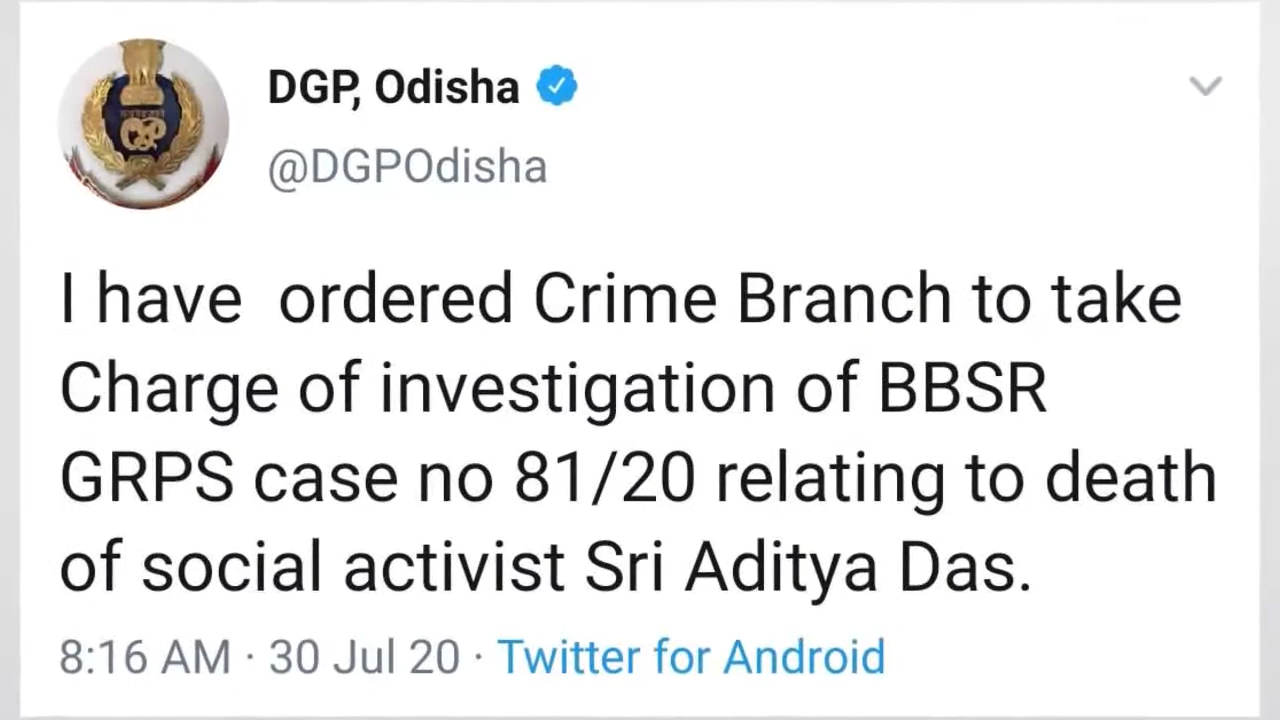 DGP, Odisha
@DGPOdisha
I have  ordered Crime Branch to take
Charge of investigation of BBSR
GRPS case no 81/20 relating to death
of social activist Sri Aditya Das.
8:16 AM · 30 Jul 20 · Twitter for Android